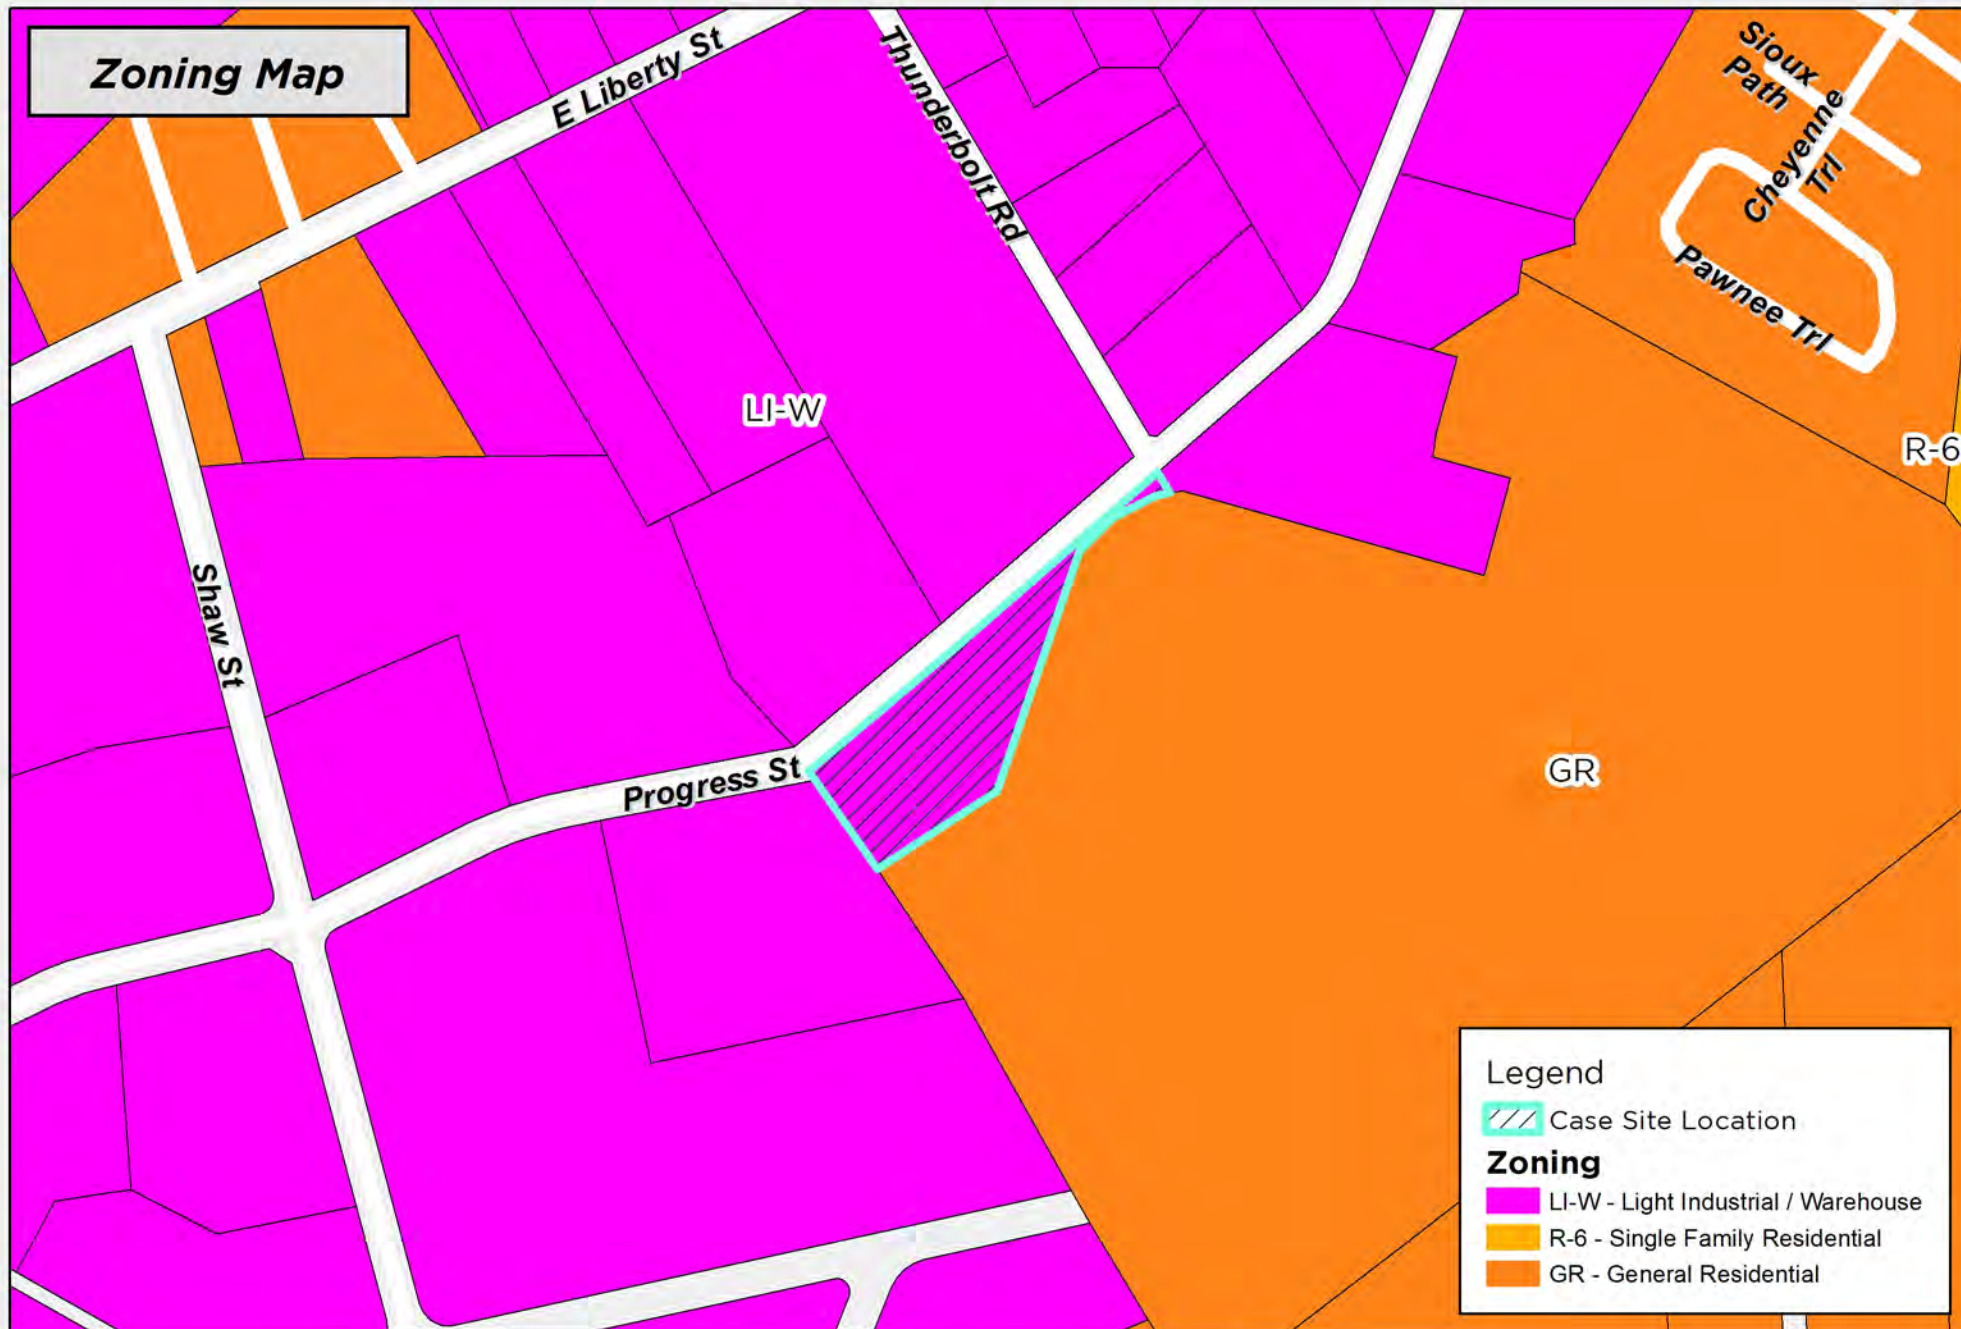 Zoning Map
E Liberty St
Thunderbolt Rd
Sioux
Path
Cheyenne
Trl
Pawnee Trl
LI-W
R-6
Shaw St
Progress St
GR
Legend
Case Site Location
Zoning
LI-W - Light Industrial / Warehouse
R-6 - Single Family Residential
GR - General Residential